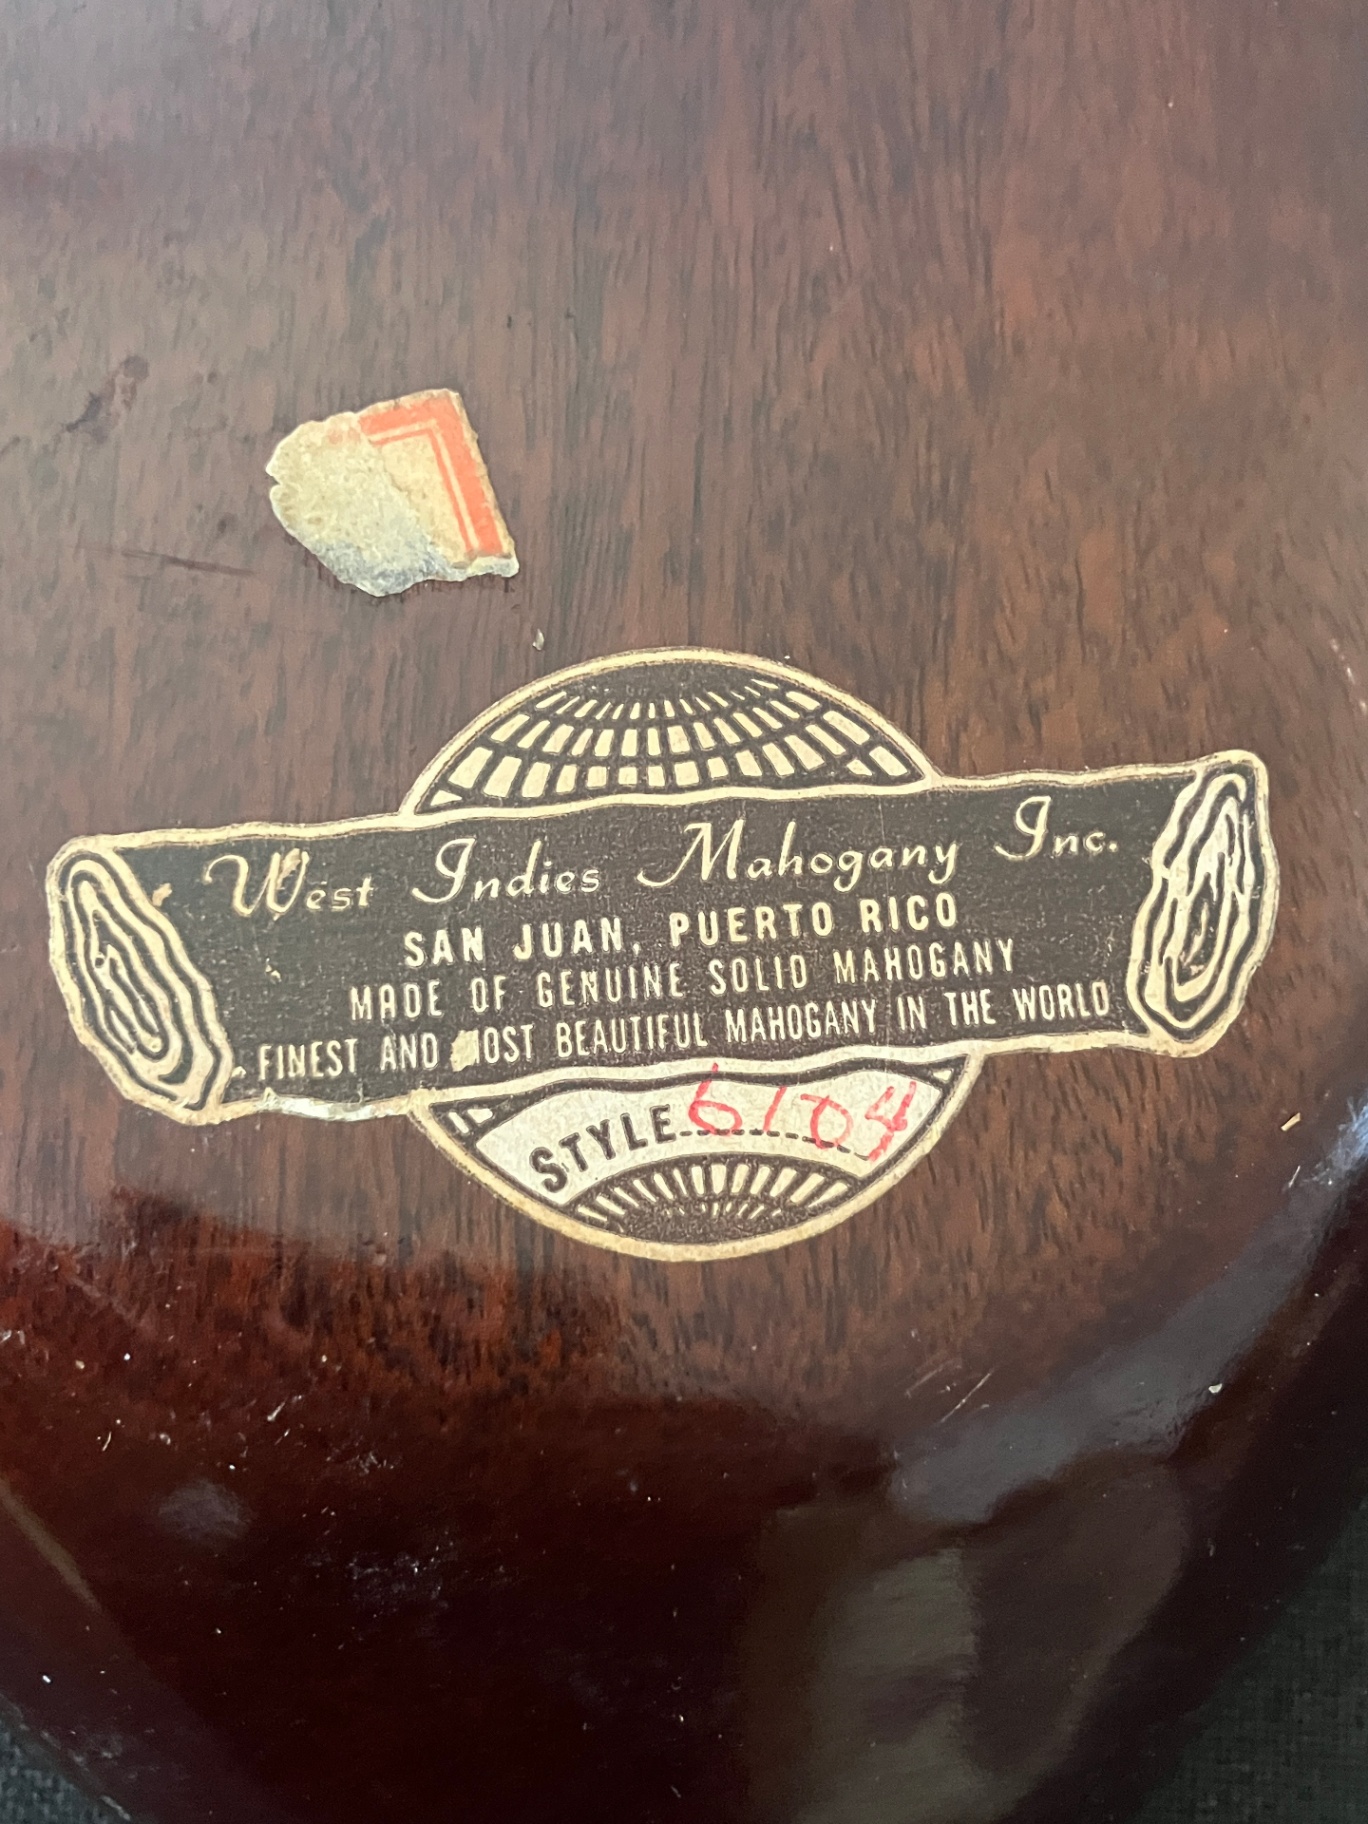 West Indies Mahogany Inc.
SAN JUAN, PUERTO RICO
MADE OF GENUINE SOLID MAHOGANY
FINEST AND MOST BEAUTIFUL MAHOGANY IN THE WORLD
STYLE 6104